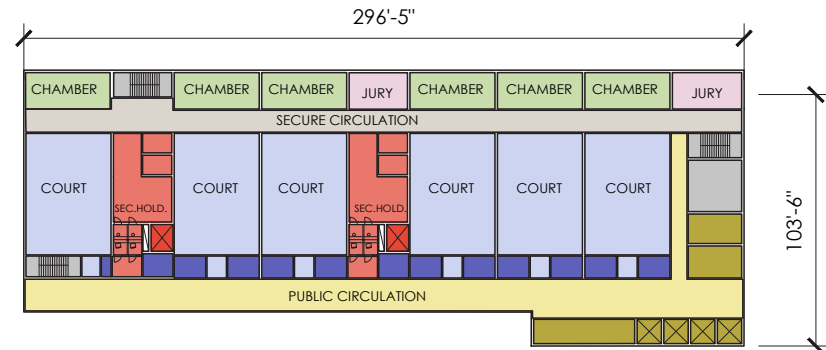 296'-5"
CHAMBER
CHAMBER
CHAMBER
JURY
CHAMBER
CHAMBER
CHAMBER
JURY
SECURE CIRCULATION
COURT
SEC.HOLD.
COURT
COURT
SEC.HOLD.
COURT
COURT
COURT
103'-6"
PUBLIC CIRCULATION